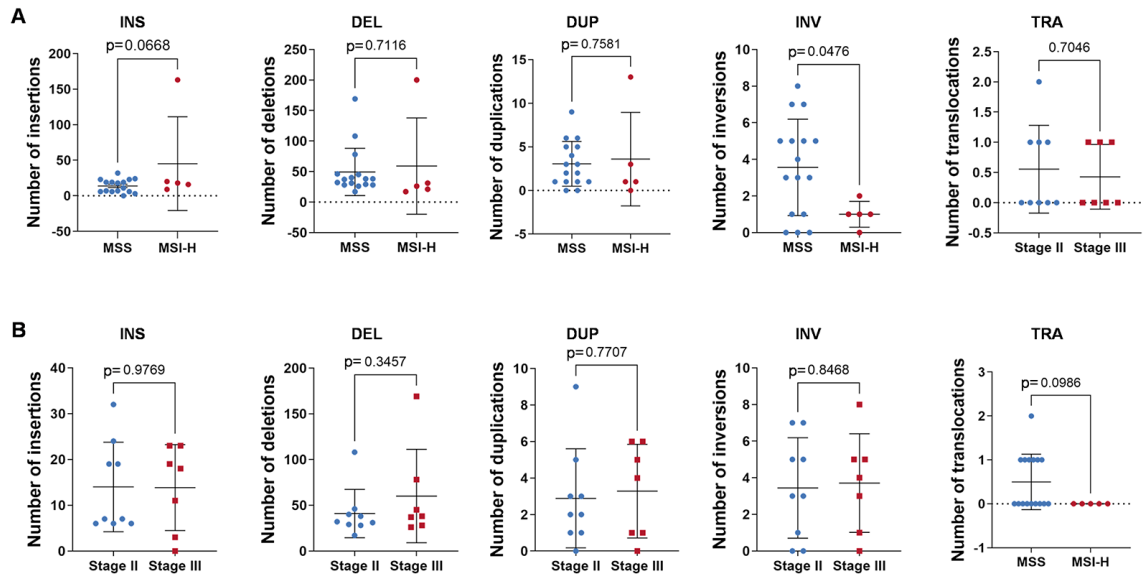 A
INS
DEL
DUP
INV
TRA
Number of insertions
200
150
100
50
0
-50
p= 0.0668
MSS
MSI-H
Number of deletions
250
200
150
100
50
0
-50
p= 0.7116
MSS
MSI-H
Number of duplications
15
10
5
0
-5
p= 0.7581
MSS
MSI-H
Number of inversions
10
8
6
4
2
0
p= 0.0476
MSS
MSI-H
Number of translocations
2.5
2.0
1.5
1.0
0.5
0.0
-0.5
0.7046
Stage II
Stage III
B
INS
DEL
DUP
INV
TRA
Number of insertions
40
30
20
10
0
p= 0.9769
Stage II
Stage III
Number of deletions
200
150
100
50
0
p= 0.3457
Stage II
Stage III
Number of duplications
10
8
6
4
2
0
p= 0.7707
Stage II
Stage III
Number of inversions
10
8
6
4
2
0
p= 0.8468
Stage II
Stage III
Number of translocations
3
2
1
0
-1
p= 0.0986
MSS
MSI-H